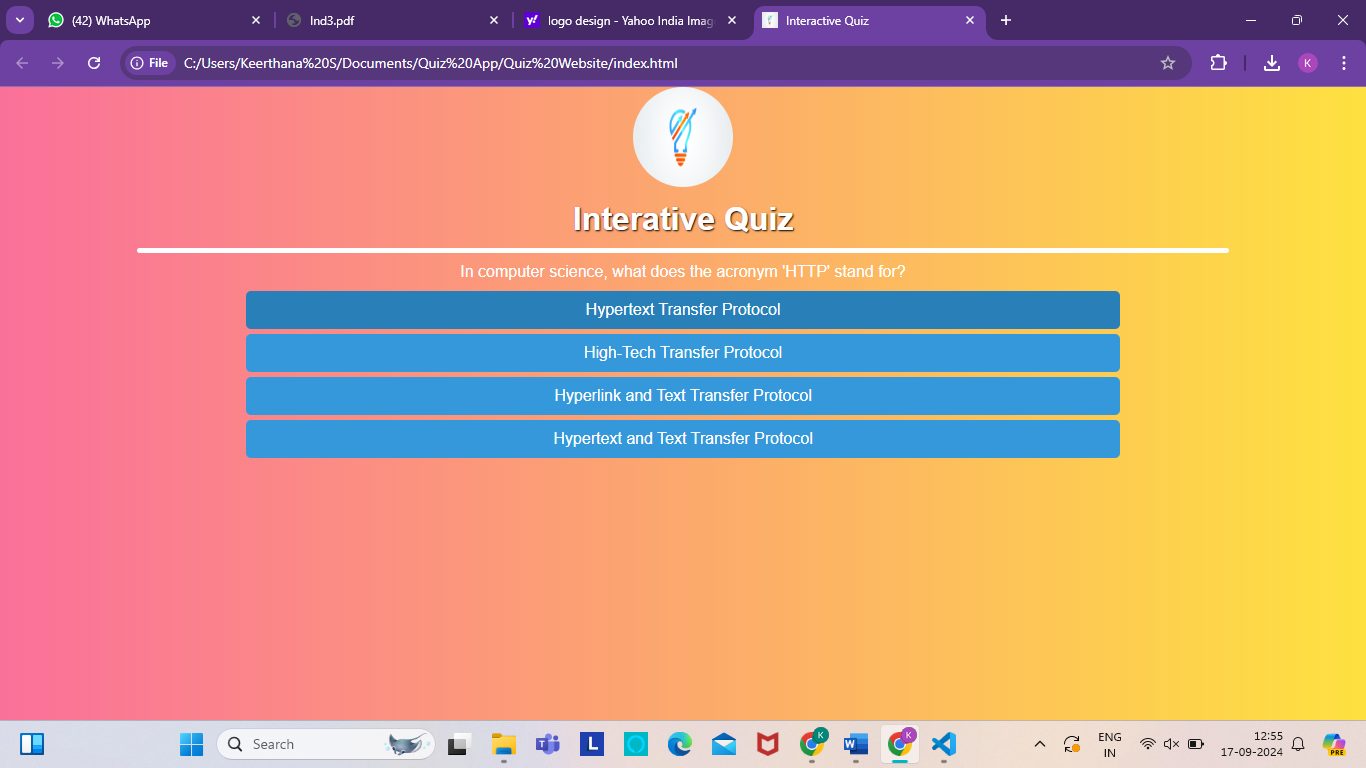 (42) WhatsApp
Ind3.pdf
logo design - Yahoo India Imag
Interactive Quiz
File
C:/Users/Keerthana%20S/Documents/Quiz%20App/Quiz%20Website/index.html
K
Interative Quiz
In computer science, what does the acronym 'HTTP' stand for?
Hypertext Transfer Protocol
High-Tech Transfer Protocol
Hyperlink and Text Transfer Protocol
Hypertext and Text Transfer Protocol
Search
L
K
K
ENG
IN
12:55
17-09-2024
PRE